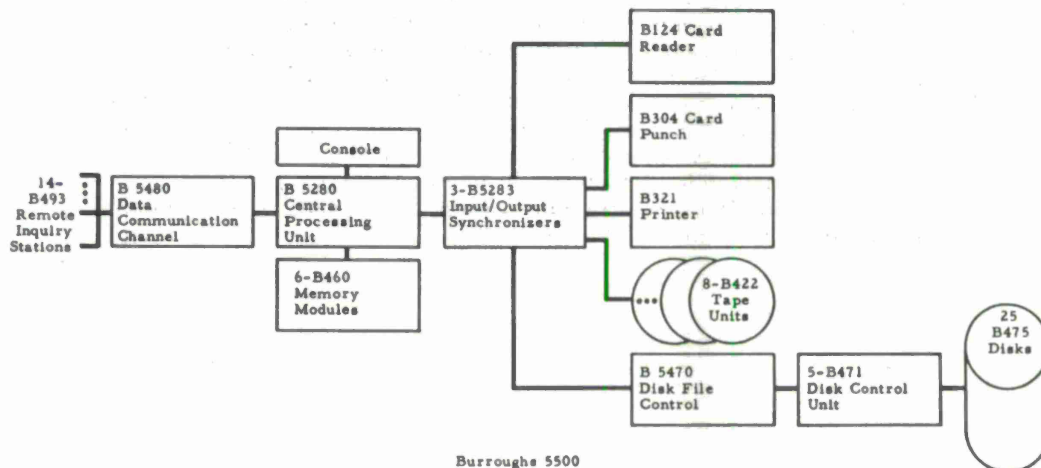 B124 Card
Reader
B304 Card
Punch
Console
14-
B493
Remote
Inquiry
Stations
B 5480
Data
Communication
Channel
B 5280
Central
Processing
Unit
3-B5283
Input/Output
Synchronizers
B321
Printer
6-B460
Memory
Modules
8-B422
Tape
Units
25
B475
Disks
B 5470
Disk File
Control
5-B471
Disk Control
Unit
Burroughs 5500